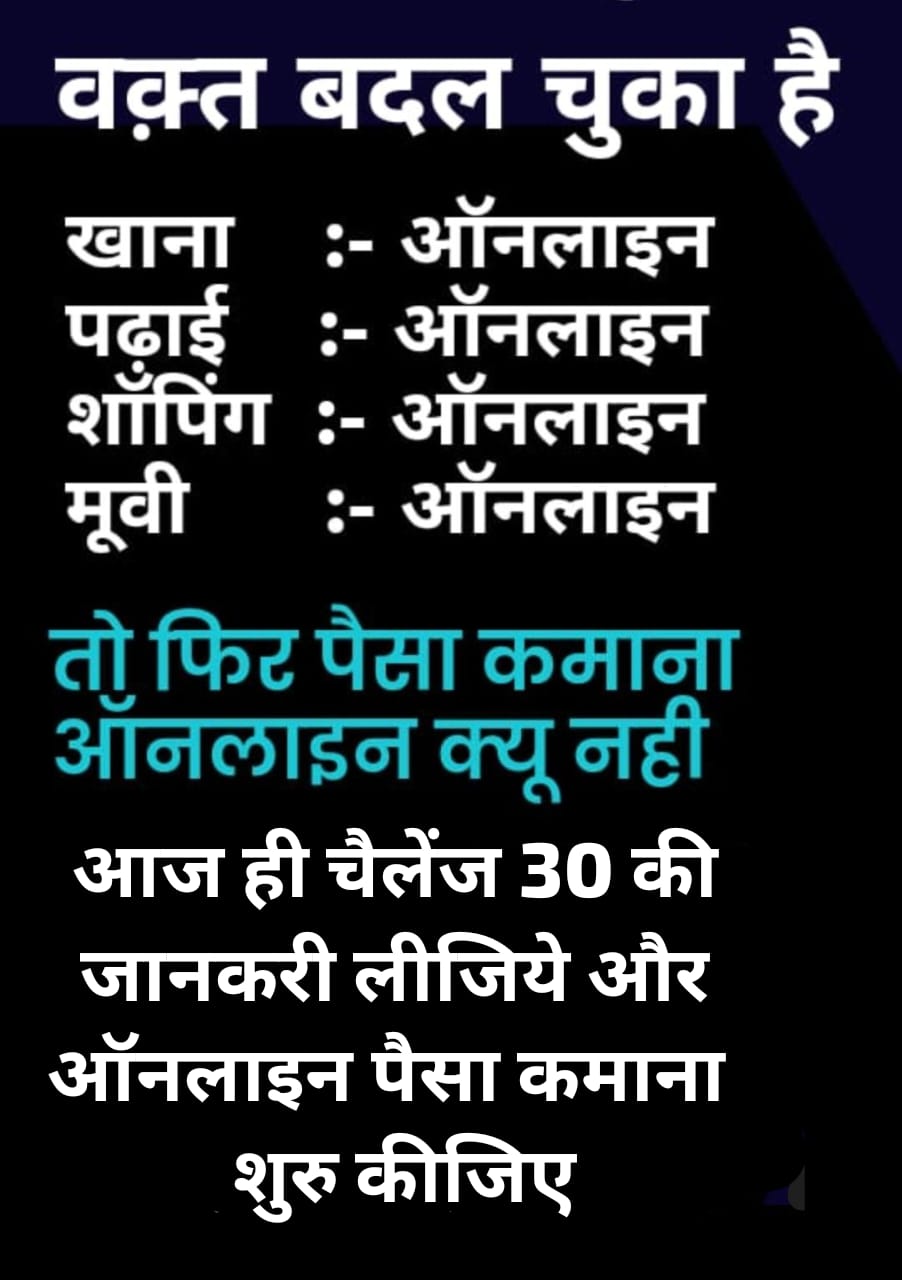 वक़्त बदल चुका है
खाना :- ऑनलाइन
पढ़ाई :- ऑनलाइन
शॉपिंग :- ऑनलाइन
मूवी :- ऑनलाइन
तो फिर पैसा कमाना
ऑनलाइन क्यू नही
आज ही चैलेंज 30 की
जानकरी लीजिये और
ऑनलाइन पैसा कमाना
शुरु कीजिए